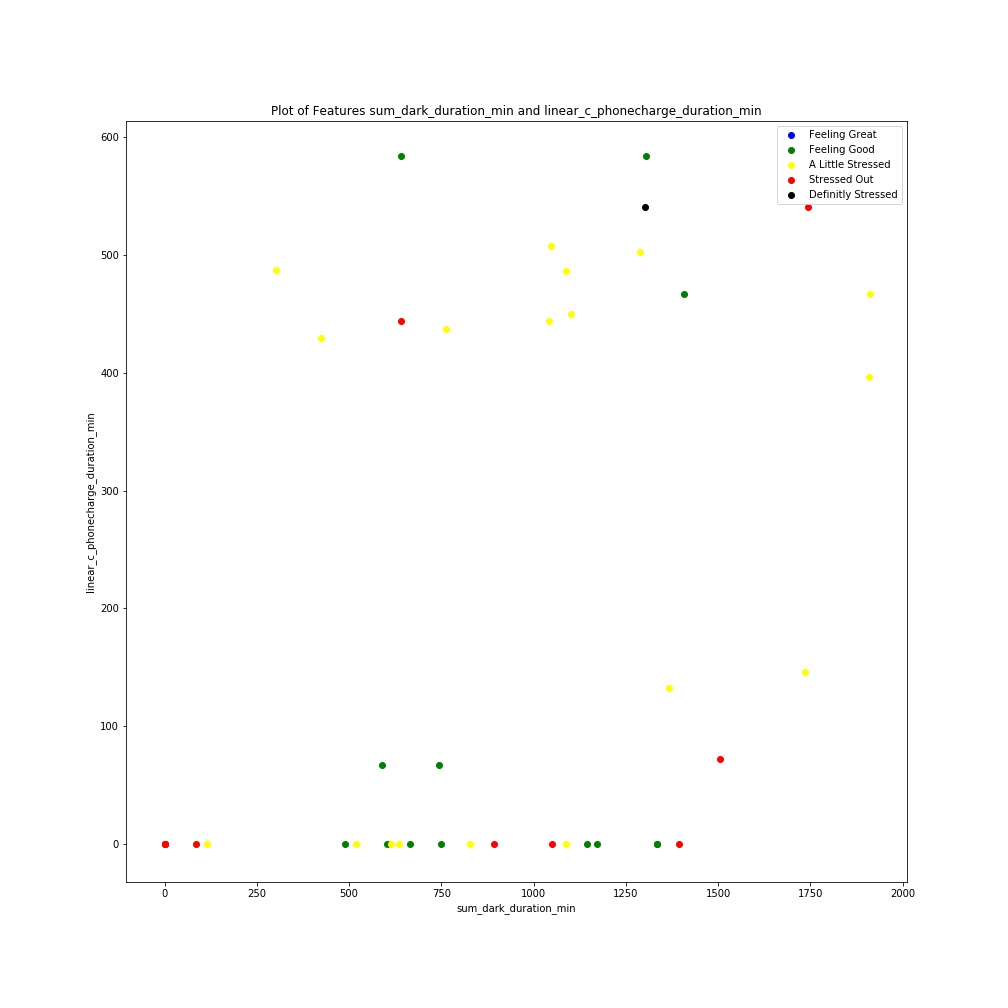 Plot of Features sum_dark_duration_min and linear_c_phonecharge_duration_min
Feeling Great
Feeling Good
A Little Stressed
Stressed Out
Definitly Stressed
600
500
400
300
200
100
0
linear_c_phonecharge_duration_min
0 250 500 750 1000 1250 1500 1750 2000
sum_dark_duration_min